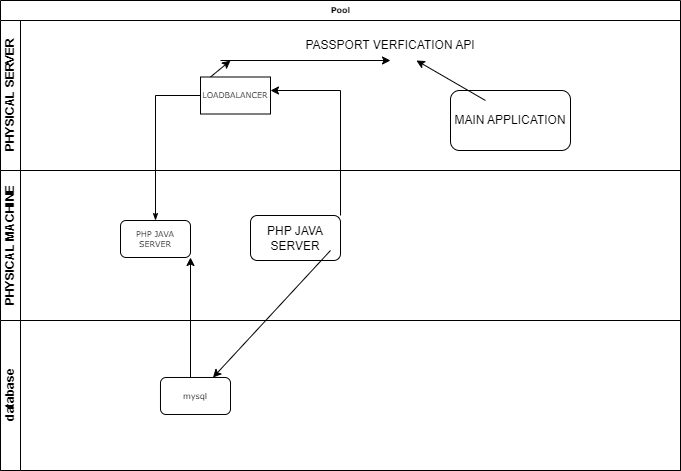 Pool
PHYSICAL SERVER
PASSPORT VERFICATION API
LOADBALANCER
MAIN APPLICATION
PHYSICAL MACHINE
PHP JAVA
SERVER
PHP JAVA
SERVER
database
mysql